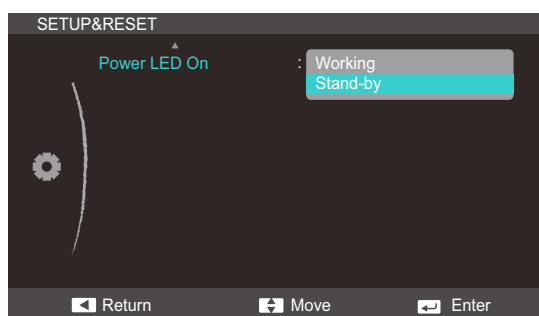 SETUP&RESET
Power LED On : Working
Stand-by
Return Move Enter